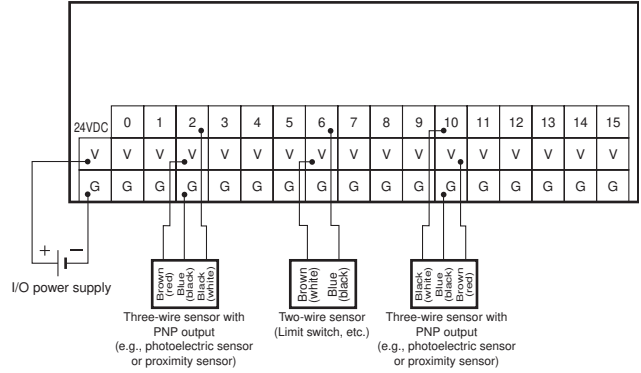 24VDC 0 1 2 3 4 5 6 7 8 9 10 11 12 13 14 15
V V V V V V V V V V V V V V V V V
G G G G G G G G G G G G G G G G G
+ −
I/O power supply
Brown (red)
Blue (black)
Black (white)
Brown (white)
Blue (black)
Black (white)
Blue (black)
Brown (red)
Three-wire sensor with
PNP output
(e.g., photoelectric sensor
or proximity sensor)
Two-wire sensor
(Limit switch, etc.)
Three-wire sensor with
PNP output
(e.g., photoelectric sensor
or proximity sensor)